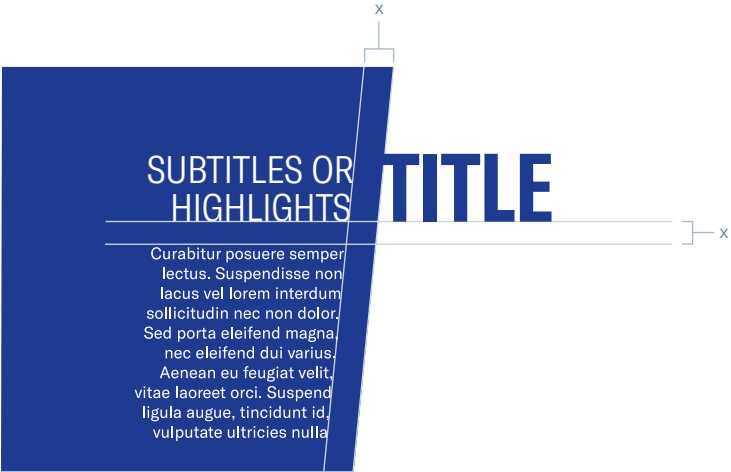 x
SUBTITLES OR
HIGHLIGHTS
TITLE
x
Curabitur posuere semper
lectus. Suspendisse non
lacus vel lorem interdum
sollicitudin nec non dolor.
Sed porta eleifend magna,
nec eleifend dui varius.
Aenean eu feugiat velit,
vitae laoreet orci. Suspend
ligula augue, tincidunt id,
vulputate ultricies nulla